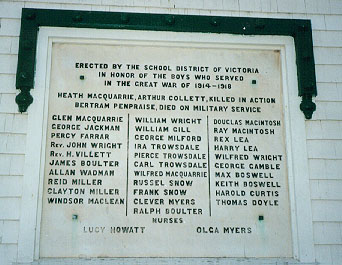 ERECTED BY THE SCHOOL DISTRICT OF VICTORIA
IN HONOR OF THE BOYS WHO SERVED
IN THE GREAT WAR OF 1914-1918
HEATH MACQUARRIE, ARTHUR COLLETT, KILLED IN ACTION
BERTRAM PENPRAISE, DIED ON MILITARY SERVICE
GLEN MACQUARRIE
GEORGE JACKMAN
PERCY FARRAR
REV. JOHN WRIGHT
REV. H. VILLETT
JAMES BOULTER
ALLAN WADMAN
REID MILLER
CLAYTON MILLER
WINDSOR MACLEAN
WILLIAM WRIGHT
WILLIAM GILL
GEORGE MILFORD
IRA TROWSDALE
PIERCE TROWSDALE
CARL TROWSDALE
WILFRED MACQUARRIE
RUSSEL SNOW
FRANK SNOW
CLEVER MYERS
RALPH BOULTER
DOUGLAS MACINTOSH
RAY MACINTOSH
REX LEA
HARRY LEA
WILFRED WRIGHT
GEORGE GAMBLE
MAX BOSWELL
KEITH BOSWELL
HAROLD CURTIS
THOMAS DOYLE
NURSES
LUCY HOWATT OLGA MYERS